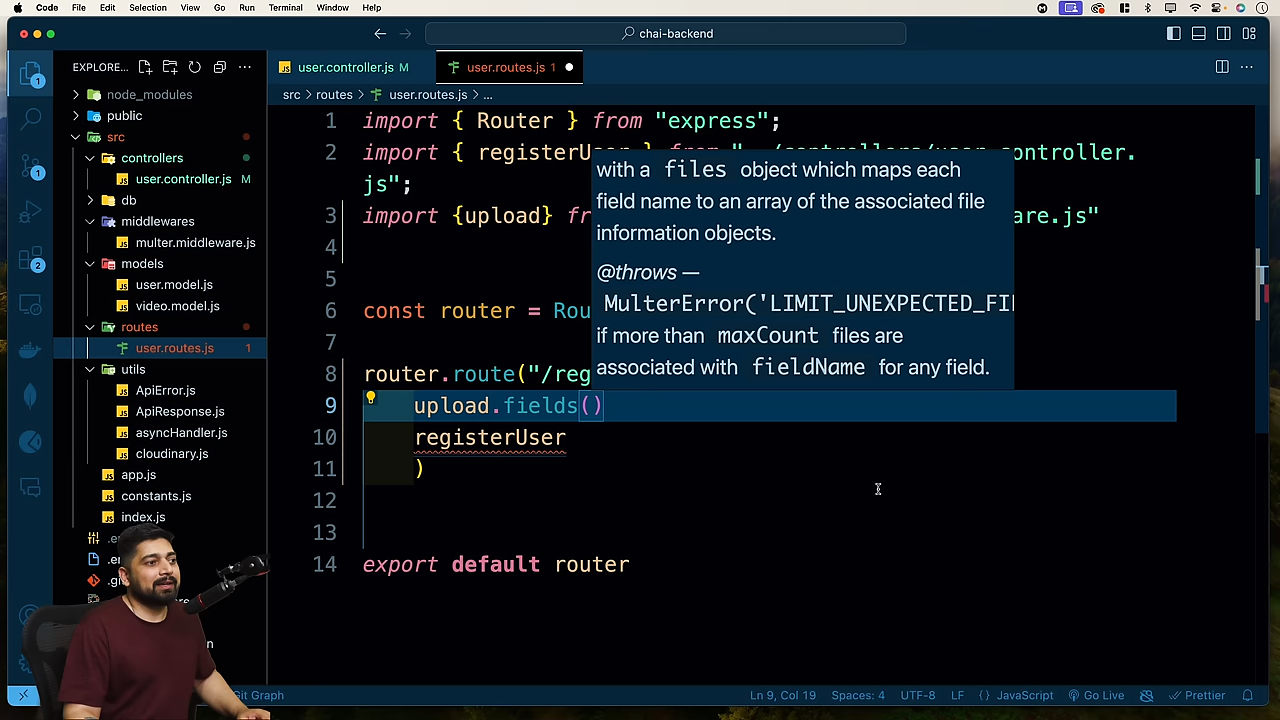 Code File Edit Selection View Go Run Terminal Window Help
chai-backend
EXPLORE...
user.controller.js M
user.routes.js 1
src > routes > user.routes.js > ...
node_modules
public
src
controllers
user.controller.js M
db
middlewares
multer.middleware.js
models
user.model.js
video.model.js
routes
user.routes.js 1
utils
ApiError.js
ApiResponse.js
asyncHandler.js
cloudinary.js
app.js
constants.js
index.js
1 import { Router } from "express";
2 import { registerUser } from "../controllers/user.controller.
js";
3 import {upload} fr are.js"
4
5
6 const router = Rou
7
8 router.route("/reg
9 upload.fields()
10 registerUser
11 )
12
13
14 export default router
with a files object which maps each
field name to an array of the associated file
information objects.
@throws —
MulterError('LIMIT_UNEXPECTED_FI
if more than maxCount files are
associated with fieldName for any field.
1
1
2
Git Graph
Ln 9, Col 19 Spaces: 4 UTF-8 LF {} JavaScript Go Live Prettier